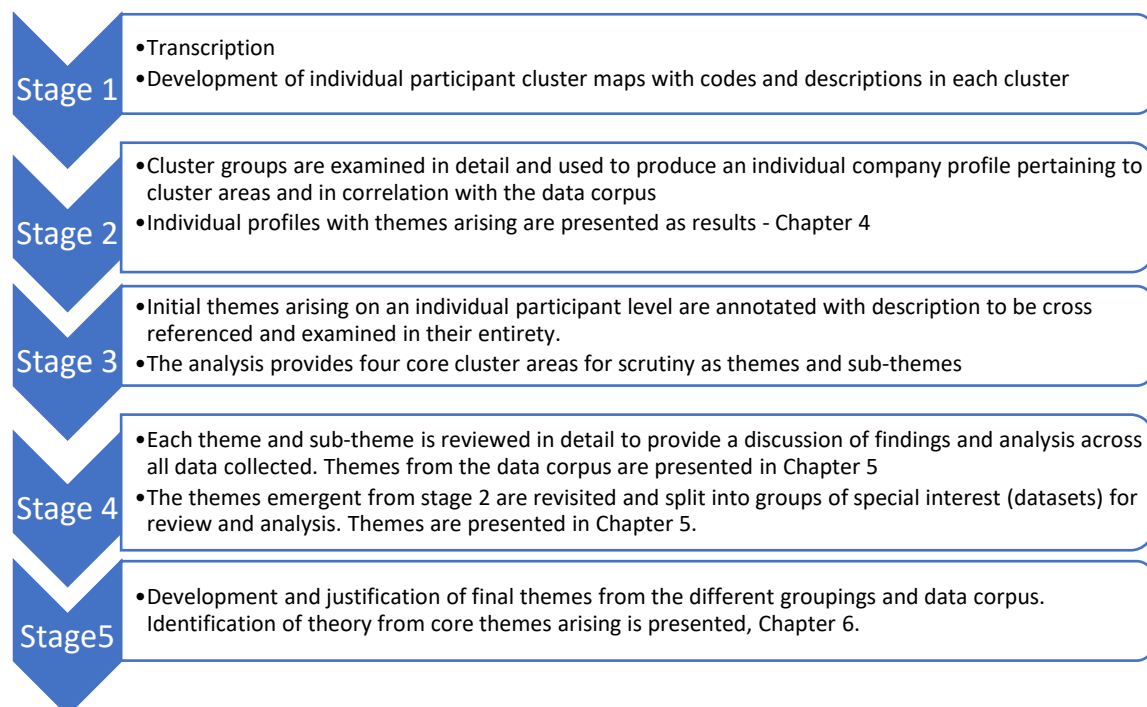 Stage 1
•Transcription
•Development of individual participant cluster maps with codes and descriptions in each cluster
Stage 2
•Cluster groups are examined in detail and used to produce an individual company profile pertaining to
cluster areas and in correlation with the data corpus
•Individual profiles with themes arising are presented as results - Chapter 4
Stage 3
•Initial themes arising on an individual participant level are annotated with description to be cross
referenced and examined in their entirety.
•The analysis provides four core cluster areas for scrutiny as themes and sub-themes
Stage 4
•Each theme and sub-theme is reviewed in detail to provide a discussion of findings and analysis across
all data collected. Themes from the data corpus are presented in Chapter 5
•The themes emergent from stage 2 are revisited and split into groups of special interest (datasets) for
review and analysis. Themes are presented in Chapter 5.
Stage5
•Development and justification of final themes from the different groupings and data corpus.
Identification of theory from core themes arising is presented, Chapter 6.